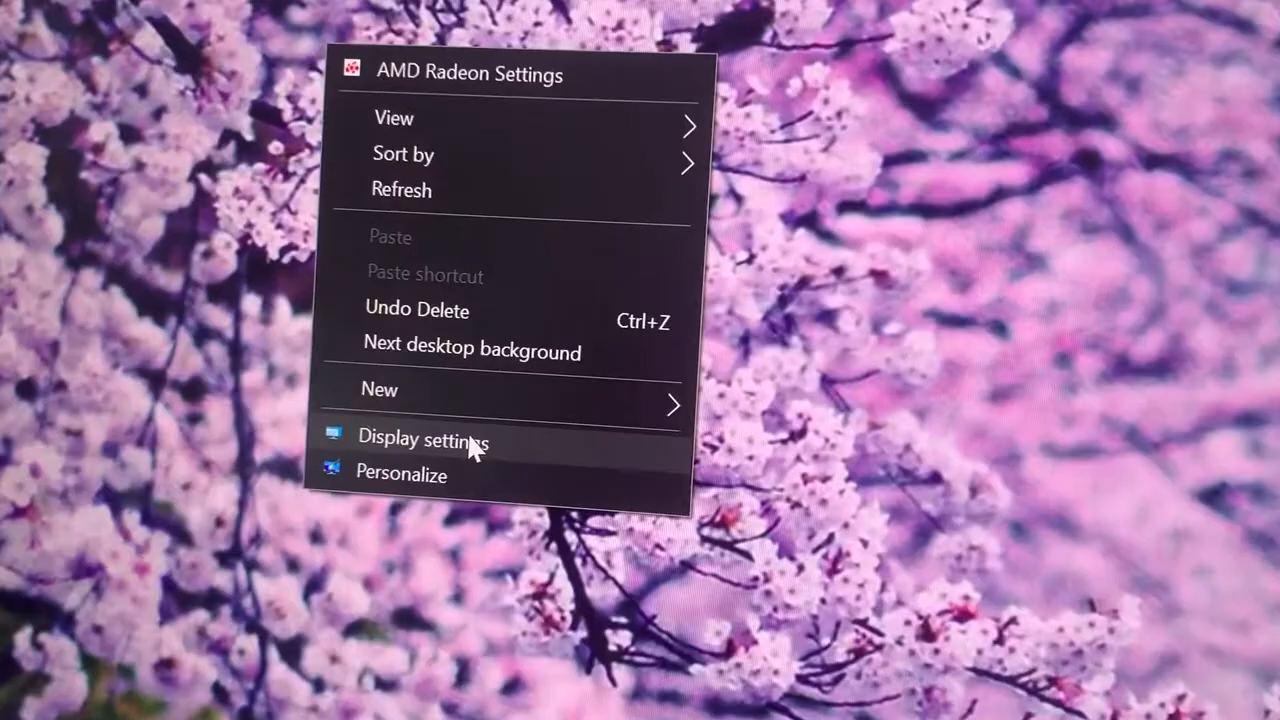 AMD Radeon Settings
View
Sort by
Refresh
Paste
Paste shortcut
Undo Delete Ctrl+Z
Next desktop background
New
Display settings
Personalize